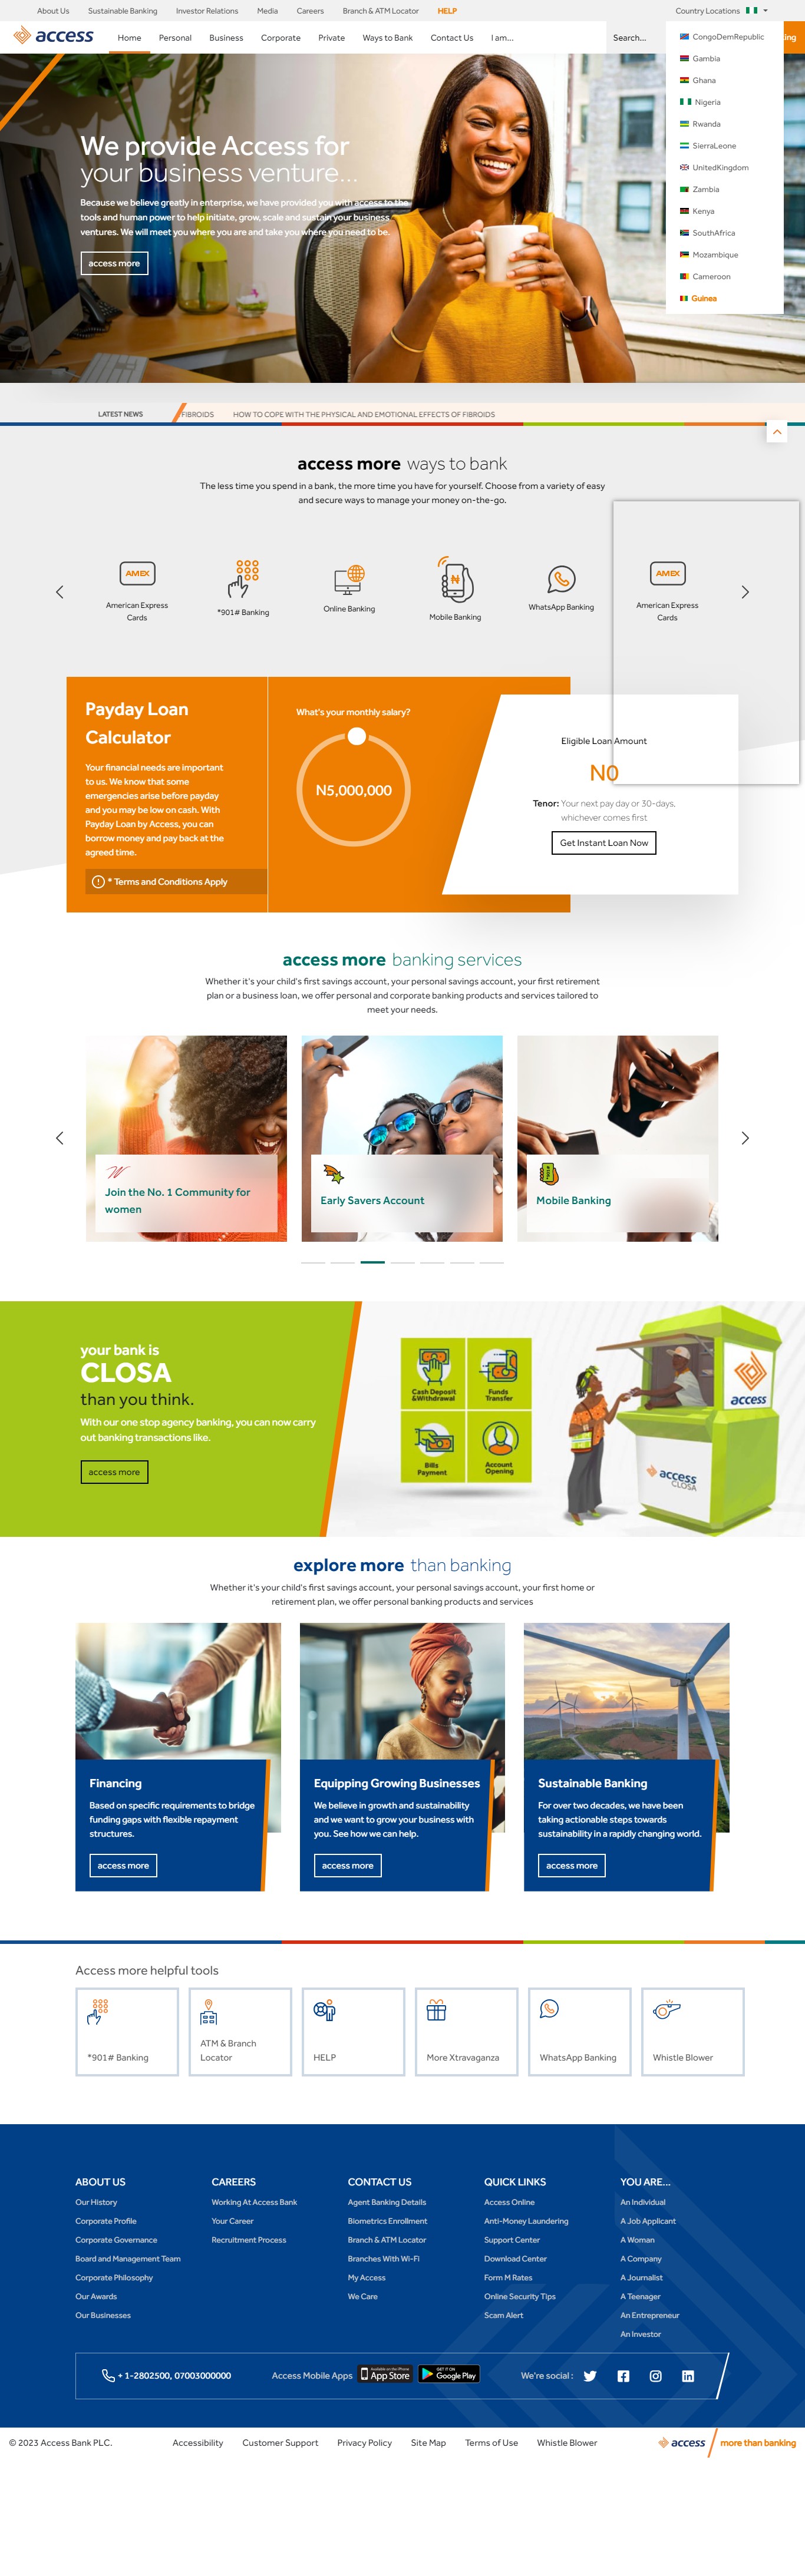 About Us Sustainable Banking Investor Relations Media Careers Branch & ATM Locator HELP Country Locations
access Home Personal Business Corporate Private Ways to Bank Contact Us I am... Search...
CongoDemRepublic
Gambia
Ghana
Nigeria
Rwanda
SierraLeone
UnitedKingdom
Zambia
Kenya
SouthAfrica
Mozambique
Cameroon
Guinea
We provide Access for
your business venture...
Because we believe greatly in enterprise, we have provided you with access to the
tools and human power to help initiate, grow, scale and sustain your business
ventures. We will meet you where you are and take you where you need to be.
access more
LATEST NEWS FIBROIDS HOW TO COPE WITH THE PHYSICAL AND EMOTIONAL EFFECTS OF FIBROIDS
access more ways to bank
The less time you spend in a bank, the more time you have for yourself. Choose from a variety of easy
and secure ways to manage your money on-the-go.
AMEX
American Express
Cards
*901# Banking
Online Banking
Mobile Banking
WhatsApp Banking
AMEX
American Express
Cards
Payday Loan
Calculator
Your financial needs are important
to us. We know that some
emergencies arise before payday
and you may be low on cash. With
Payday Loan by Access, you can
borrow money and pay back at the
agreed time.
* Terms and Conditions Apply
What's your monthly salary?
N5,000,000
Eligible Loan Amount
N0
Tenor: Your next pay day or 30-days,
whichever comes first
Get Instant Loan Now
access more banking services
Whether it's your child's first savings account, your personal savings account, your first retirement
plan or a business loan, we offer personal and corporate banking products and services tailored to
meet your needs.
Join the No. 1 Community for
women
Early Savers Account
Mobile Banking
your bank is
CLOSA
than you think.
With our one stop agency banking, you can now carry
out banking transactions like.
access more
Cash Deposit
&Withdrawal
Funds
Transfer
Bills
Payment
Account
Opening
access
access
CLOSA
explore more than banking
Whether it's your child's first savings account, your personal savings account, your first home or
retirement plan, we offer personal banking products and services
Financing
Based on specific requirements to bridge
funding gaps with flexible repayment
structures.
access more
Equipping Growing Businesses
We believe in growth and sustainability
and we want to grow your business with
you. See how we can help.
access more
Sustainable Banking
For over two decades, we have been
taking actionable steps towards
sustainability in a rapidly changing world.
access more
Access more helpful tools
*901# Banking
ATM & Branch
Locator
HELP
More Xtravaganza
WhatsApp Banking
Whistle Blower
ABOUT US
Our History
Corporate Profile
Corporate Governance
Board and Management Team
Corporate Philosophy
Our Awards
Our Businesses
CAREERS
Working At Access Bank
Your Career
Recruitment Process
CONTACT US
Agent Banking Details
Biometrics Enrollment
Branch & ATM Locator
Branches With Wi-Fi
My Access
We Care
QUICK LINKS
Access Online
Anti-Money Laundering
Support Center
Download Center
Form M Rates
Online Security Tips
Scam Alert
YOU ARE...
An Individual
A Job Applicant
A Woman
A Company
A Journalist
A Teenager
An Entrepreneur
An Investor
+ 1-2802500, 07003000000 Access Mobile Apps Available on the iPhone App Store GET IT ON Google Play We're social :
© 2023 Access Bank PLC. Accessibility Customer Support Privacy Policy Site Map Terms of Use Whistle Blower access more than banking